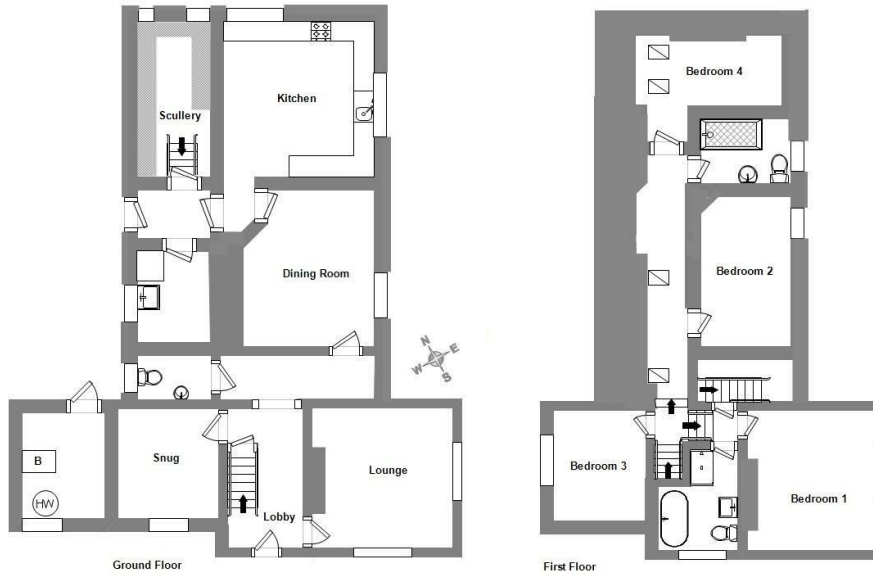 Kitchen
Scullery
Dining Room
N
E
W
S
B
HW
Snug
Lounge
Lobby
Ground Floor
Bedroom 4
Bedroom 2
Bedroom 3
Bedroom 1
First Floor